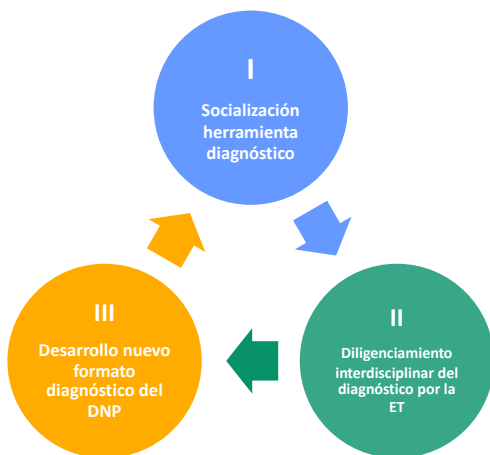 I
Socialización
herramienta
diagnóstico
II
Diligenciamiento
interdisciplinar del
diagnóstico por la
ET
III
Desarrollo nuevo
formato
diagnóstico del
DNP